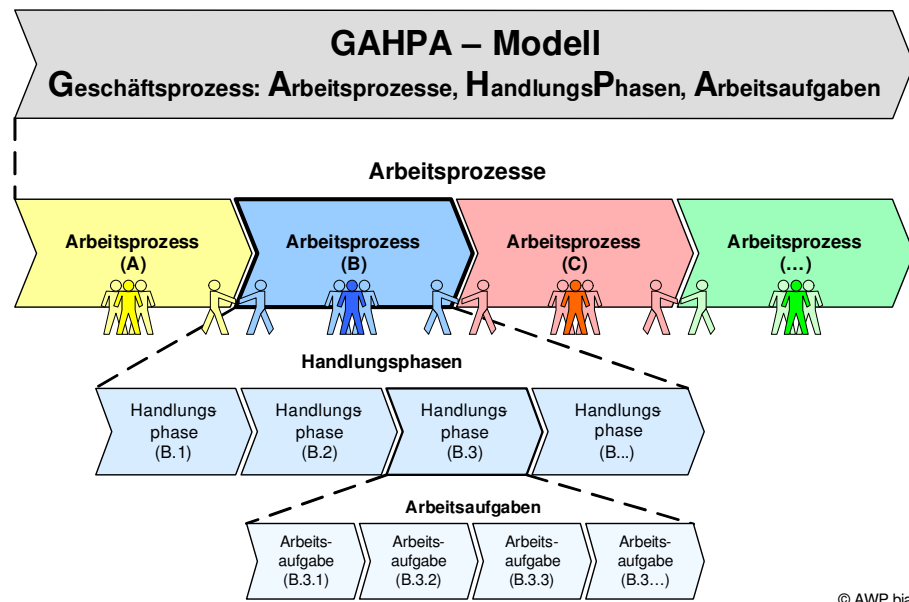 GAHPA – Modell
Geschäftsprozess: Arbeitsprozesse, HandlungsPhasen, Arbeitsaufgaben
Arbeitsprozesse
Arbeitsprozess
(A)
Arbeitsprozess
(B)
Arbeitsprozess
(C)
Arbeitsprozess
(...)
Handlungsphasen
Handlungs-
phase
(B.1)
Handlungs-
phase
(B.2)
Handlungs-
phase
(B.3)
Handlungs-
phase
(B...)
Arbeitsaufgaben
Arbeits-
aufgabe
(B.3.1)
Arbeits-
aufgabe
(B.3.2)
Arbeits-
aufgabe
(B.3.3)
Arbeits-
aufgabe
(B.3...)
© AWP